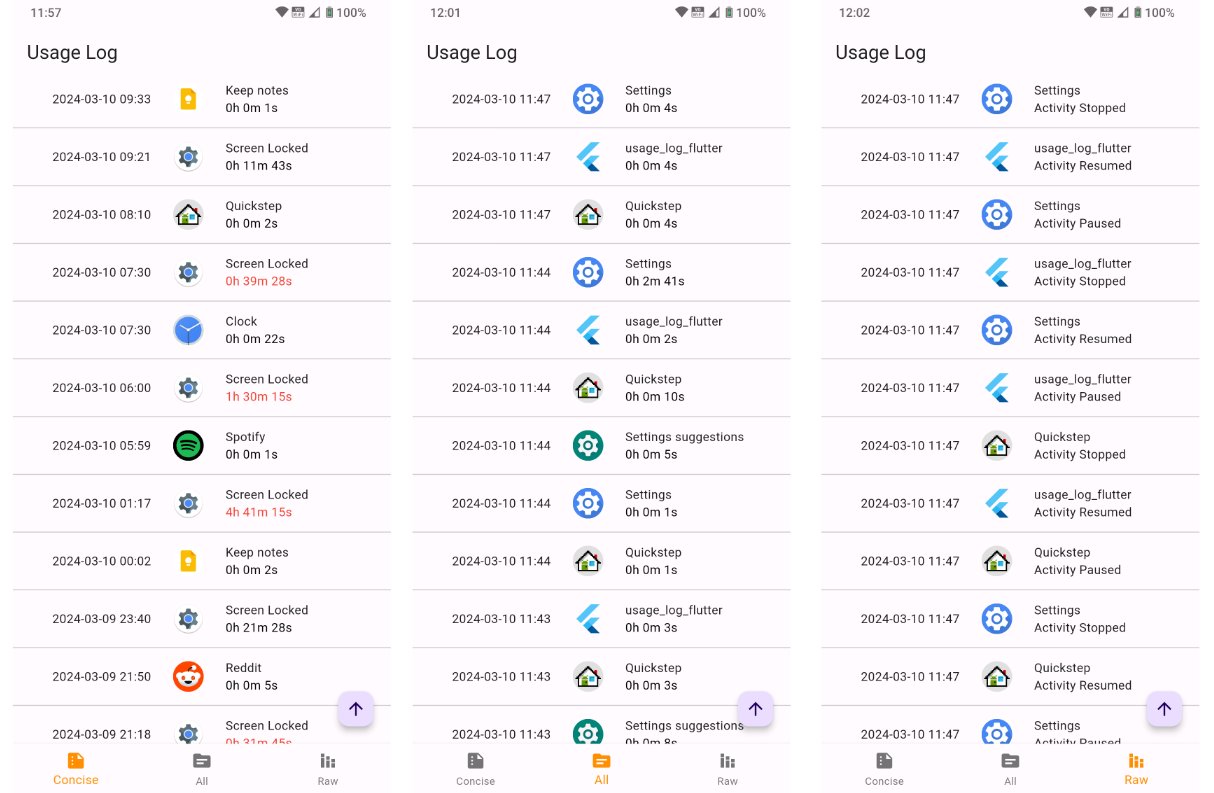 11:57
100%
Usage Log
2024-03-10 09:33
Keep notes
0h 0m 1s
2024-03-10 09:21
Screen Locked
0h 11m 43s
2024-03-10 08:10
Quickstep
0h 0m 2s
2024-03-10 07:30
Screen Locked
0h 39m 28s
2024-03-10 07:30
Clock
0h 0m 22s
2024-03-10 06:00
Screen Locked
1h 30m 15s
2024-03-10 05:59
Spotify
0h 0m 1s
2024-03-10 01:17
Screen Locked
4h 41m 15s
2024-03-10 00:02
Keep notes
0h 0m 2s
2024-03-09 23:40
Screen Locked
0h 21m 28s
2024-03-09 21:50
Reddit
0h 0m 5s
2024-03-09 21:18
Screen Locked
0h 31m 45s
Concise
All
Raw
12:01
100%
Usage Log
2024-03-10 11:47
Settings
0h 0m 4s
2024-03-10 11:47
usage_log_flutter
0h 0m 4s
2024-03-10 11:47
Quickstep
0h 0m 4s
2024-03-10 11:44
Settings
0h 2m 41s
2024-03-10 11:44
usage_log_flutter
0h 0m 2s
2024-03-10 11:44
Quickstep
0h 0m 10s
2024-03-10 11:44
Settings suggestions
0h 0m 5s
2024-03-10 11:44
Settings
0h 0m 1s
2024-03-10 11:44
Quickstep
0h 0m 1s
2024-03-10 11:43
usage_log_flutter
0h 0m 3s
2024-03-10 11:43
Quickstep
0h 0m 3s
2024-03-10 11:43
Settings suggestions
0h 0m 8s
Concise
All
Raw
12:02
100%
Usage Log
2024-03-10 11:47
Settings
Activity Stopped
2024-03-10 11:47
usage_log_flutter
Activity Resumed
2024-03-10 11:47
Settings
Activity Paused
2024-03-10 11:47
usage_log_flutter
Activity Stopped
2024-03-10 11:47
Settings
Activity Resumed
2024-03-10 11:47
usage_log_flutter
Activity Paused
2024-03-10 11:47
Quickstep
Activity Stopped
2024-03-10 11:47
usage_log_flutter
Activity Resumed
2024-03-10 11:47
Quickstep
Activity Paused
2024-03-10 11:47
Settings
Activity Stopped
2024-03-10 11:47
Quickstep
Activity Resumed
2024-03-10 11:47
Settings
Activity Paused
Concise
All
Raw